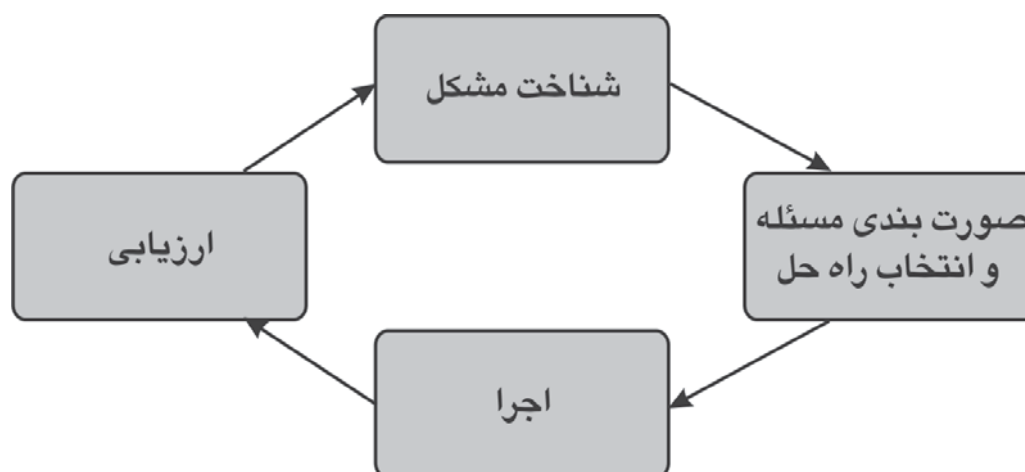 شناخت مشکل
صورت بندی مسئله
و انتخاب راه حل
اجرا
ارزیابی